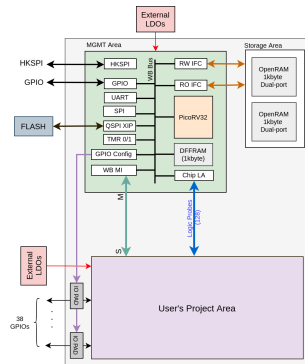 External
LDOs
MGMT Area
Storage Area
HKSPI
HKSPI
WB Bus
RW IFC
GPIO
GPIO
RO IFC
OpenRAM
1kbyte
Dual-port
UART
SPI
PicoRV32
FLASH
QSPI XIP
OpenRAM
1kbyte
Dual-port
TMR 0/1
GPIO Config
DFFRAM
(1kbyte)
WB MI
Chip LA
M
Logic Probes
(128)
S
External
LDOs
IO PAD
38
GPIOs
User's Project Area
IO PAD